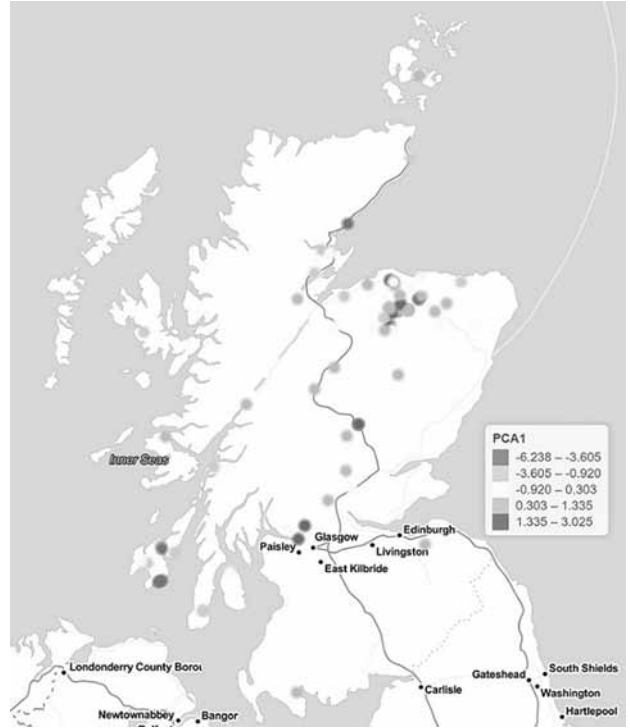 PCA1
-6.238 – -3.605
-3.605 – -0.920
-0.920 – 0.303
0.303 – 1.335
1.335 – 3.025
Inner Seas
Edinburgh
Glasgow
Paisley
Livingston
East Kilbride
Londonderry County Borou
South Shields
Gateshead
Carlisle
Washington
Newtownabbey
Bangor
Hartlepool